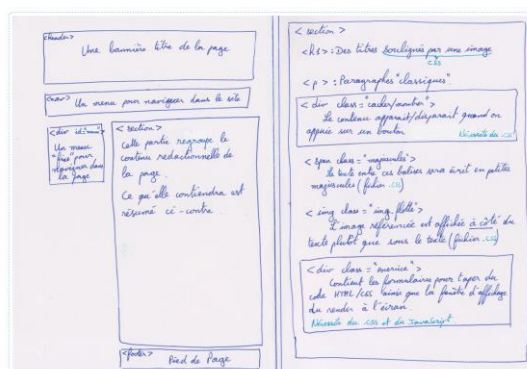 <header>
Une bannière titre de la page
<nav> Un menu pour naviguer dans le site
<div id="menu">
Un menu
"fixe" pour
naviguer dans
la page
<section>
Cette partie regroupe le
contenu rédactionnelle de
la page.
Ce qu'elle contiendra est
résumé ci-contre.
<footer>
Pied de Page
<section>
<h1> : Des titres soulignés par une image
CSS
<p> : Paragraphes "classiques".
<div class="cacher/montrer">
Le contenu apparait/disparait quand on
appuie sur un bouton
Nécessite du
<span class="majuscules">
le texte entre ces balises sera écrit en petites
majuscules (fichier .CSS)
<img class="img_flotte">
L'image référencée est affichée à côté du
texte plutôt que sous le texte (fichier .CSS)
<div class="exercice">
Contient les formulaires pour taper du
code HTML/CSS ainsi que la fenêtre d'affichage
du render à l'écran.
Nécessite du CSS et du JavaScript.